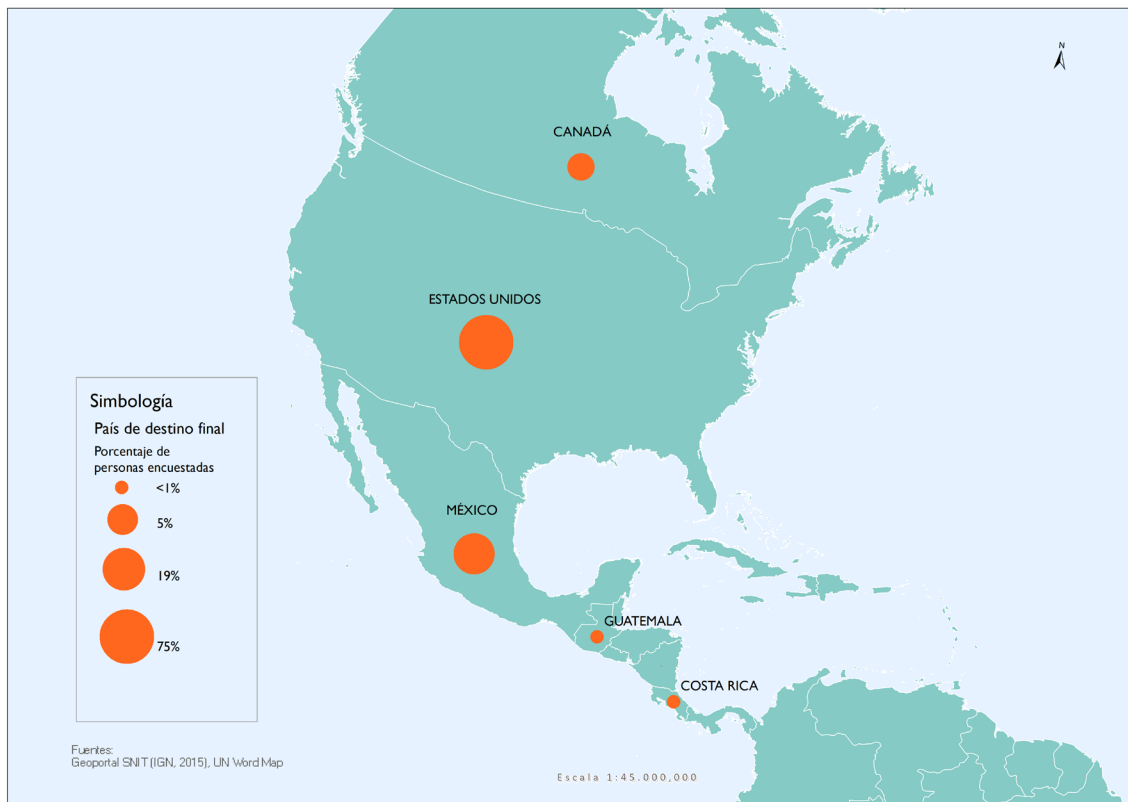 N
CANADÁ
ESTADOS UNIDOS
MÉXICO
GUATEMALA
COSTA RICA
Simbología
País de destino final
Porcentaje de
personas encuestadas
<1%
5%
19%
75%
Fuentes:
Geoportal SNIT (IGN, 2015), UN Word Map
Escala 1:45.000,000